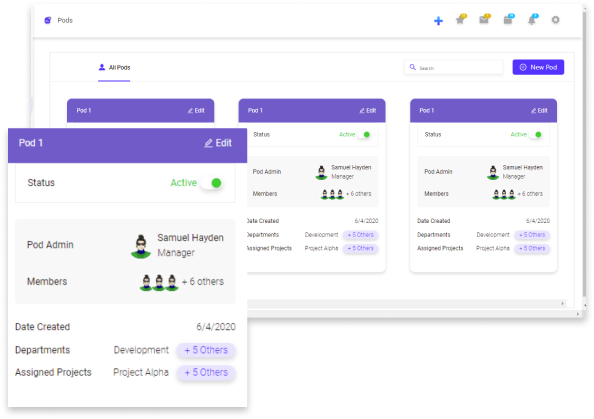 Pods
All Pods
Search
New Pod
Pod 1
Edit
Pod 1
Pod 1
Edit
Status
Active
Status
Active
Pod Admin
Samuel Hayden
Manager
Pod Admin
Samuel Hayden
Manager
Members
+ 6 others
Members
+ 6 others
Date Created
6/4/2020
Date Created
6/4/2020
Departments
Development
+ 5 Others
Departments
Development
+ 5 Others
Assigned Projects
Project Alpha
+ 5 Others
Assigned Projects
Project Alpha
+ 5 Others
Pod 1
Edit
Status
Active
Pod Admin
Samuel Hayden
Manager
Members
+ 6 others
Date Created
6/4/2020
Departments
Development
+ 5 Others
Assigned Projects
Project Alpha
+ 5 Others